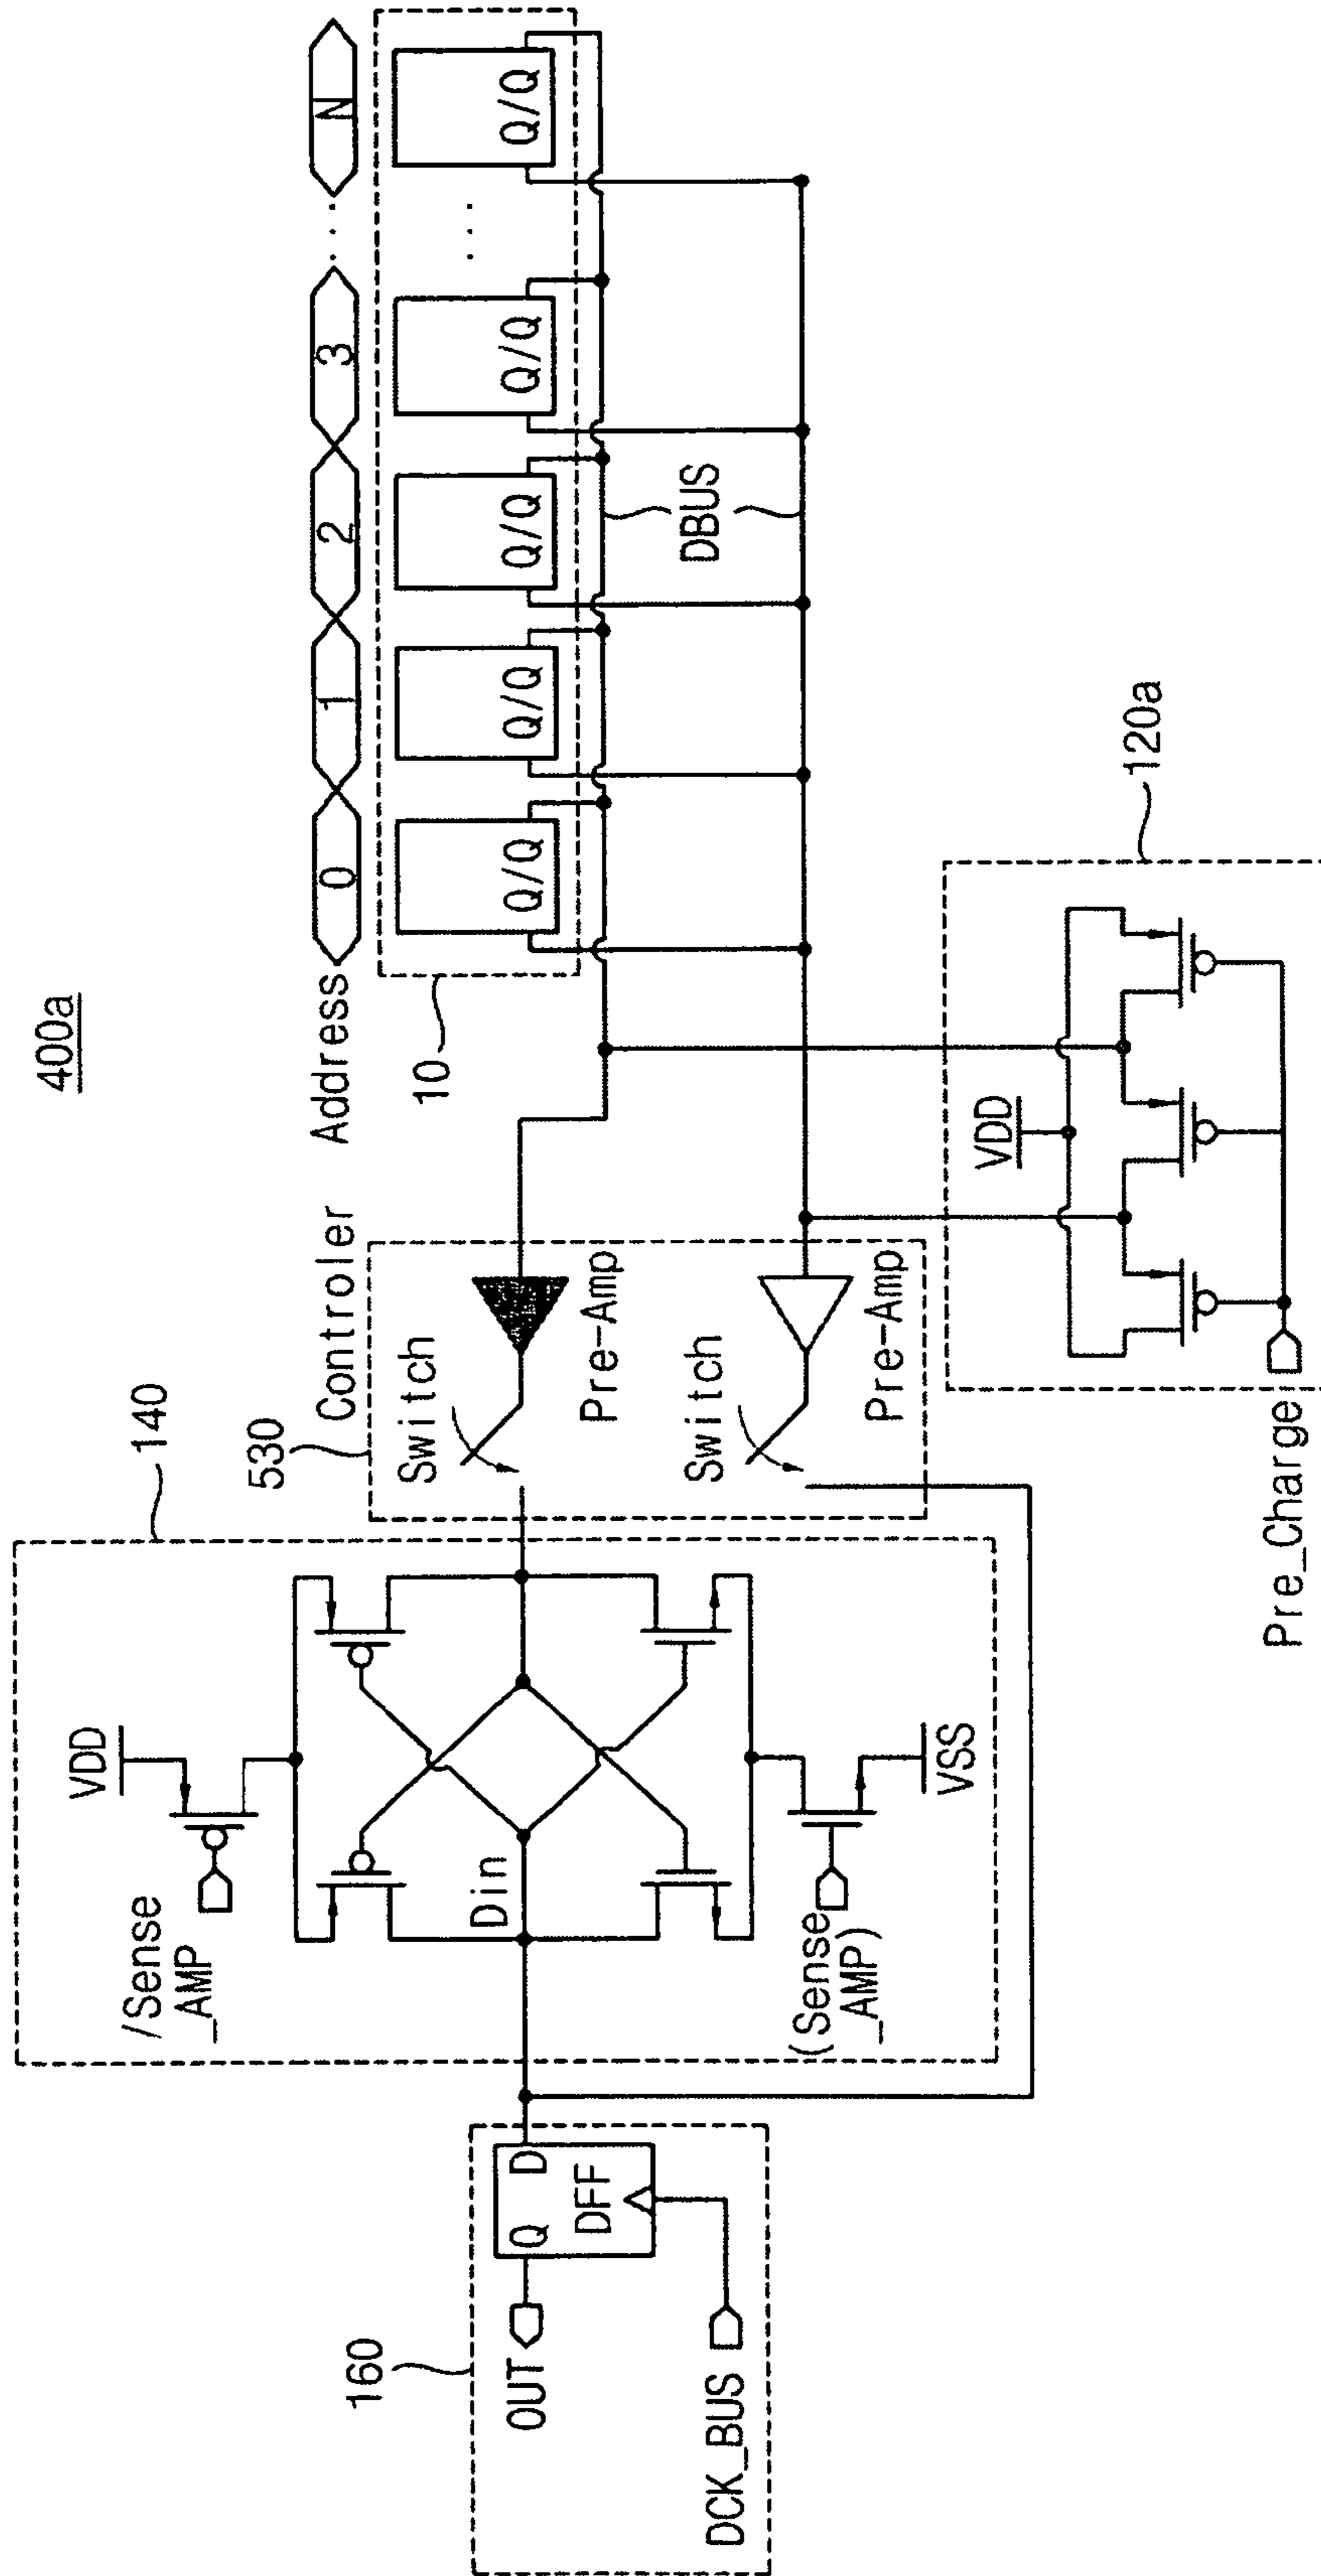 400a
140
530
Controler Address
0
1
2
3
...
N
10
Q/Q
Q/Q
Q/Q
Q/Q
...
Q/Q
DBUS
VDD
/Sense
_AMP
Din
(Sense
_AMP)
VSS
Switch
Pre-Amp
Switch
Pre-Amp
160
OUT
Q
D
DFF
DCK_BUS
120a
VDD
Pre_Charge